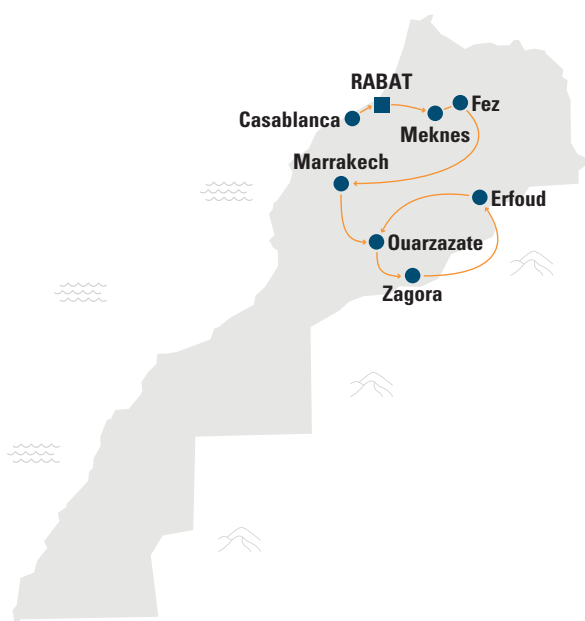 RABAT
Fez
Casablanca
Meknes
Marrakech
Erfoud
Ouarzazate
Zagora